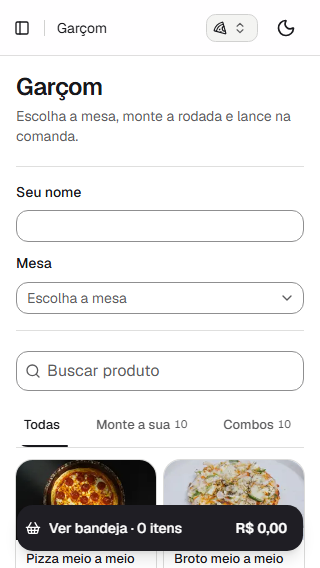 Garçom
Garçom
Escolha a mesa, monte a rodada e lance na
comanda.
Seu nome
Mesa
Escolha a mesa
Buscar produto
Todas
Monte a sua 10
Combos 10
Ver bandeja · 0 itens
R$ 0,00
Pizza meio a meio
Broto meio a meio